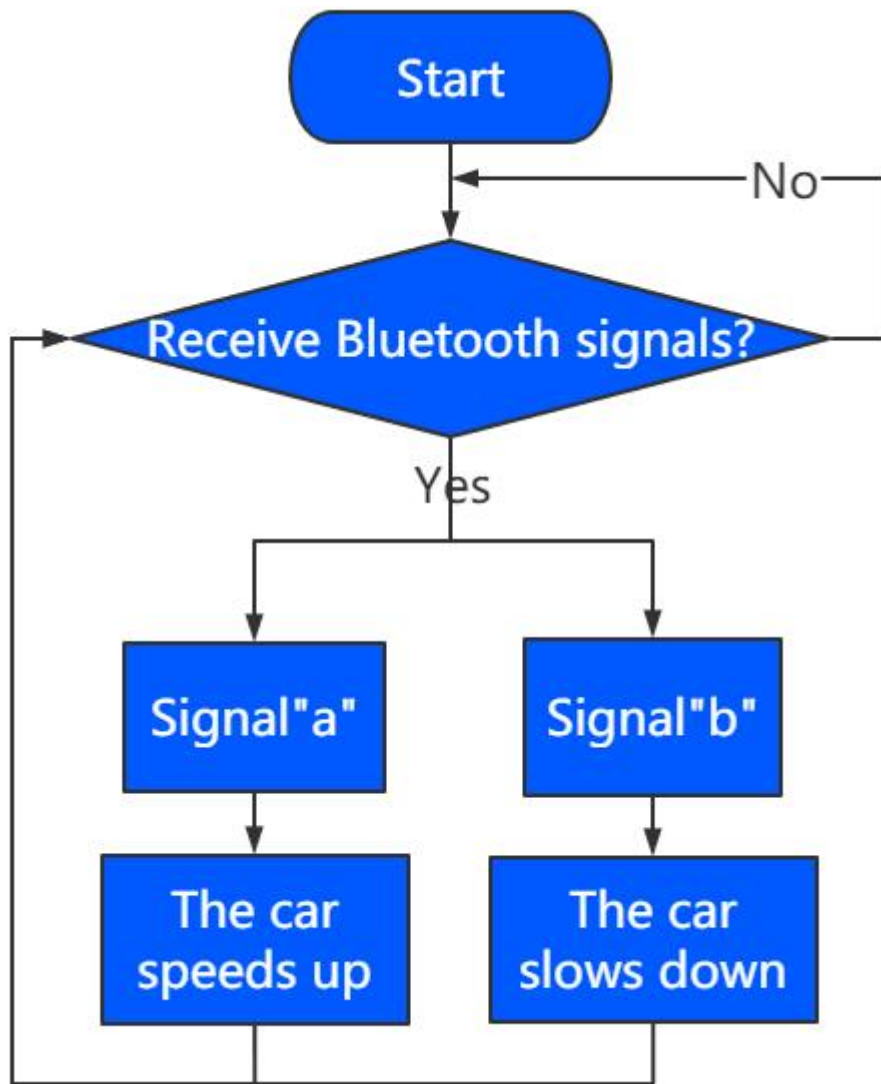 Start
No
Receive Bluetooth signals?
Yes
Signal"a"
Signal"b"
The car
speeds up
The car
slows down